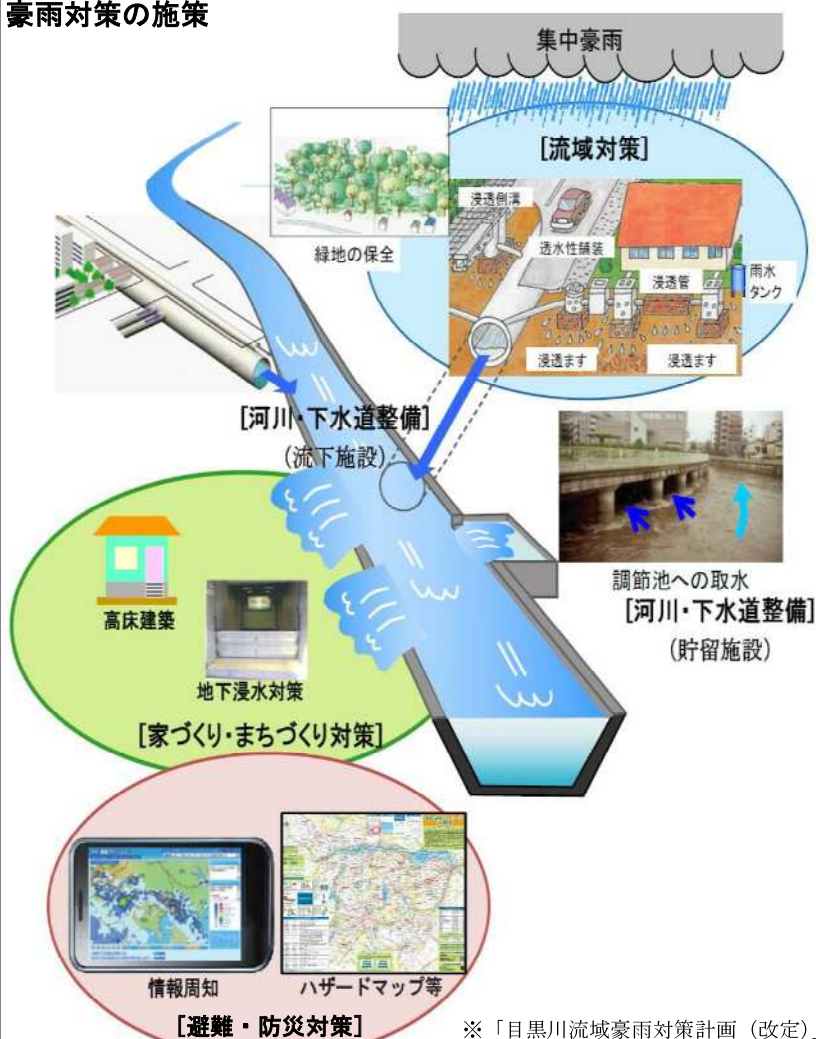 豪雨対策の施策
集中豪雨
[流域対策]
浸透側溝
透水性舗装
浸透管
雨水
タンク
浸透ます
浸透ます
緑地の保全
[河川・下水道整備]
(流下施設)
調節池への取水
[河川・下水道整備]
(貯留施設)
高床建築
地下浸水対策
[家づくり・まちづくり対策]
情報周知
ハザードマップ等
[避難・防災対策]
※「目黒川流域豪雨対策計画（改定）